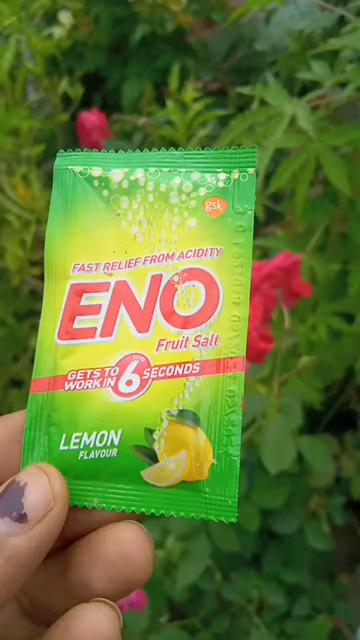 gsk
FAST RELIEF FROM ACIDITY
ENO
Fruit Salt
GETS TO
WORK IN 6 SECONDS
LEMON
FLAVOUR